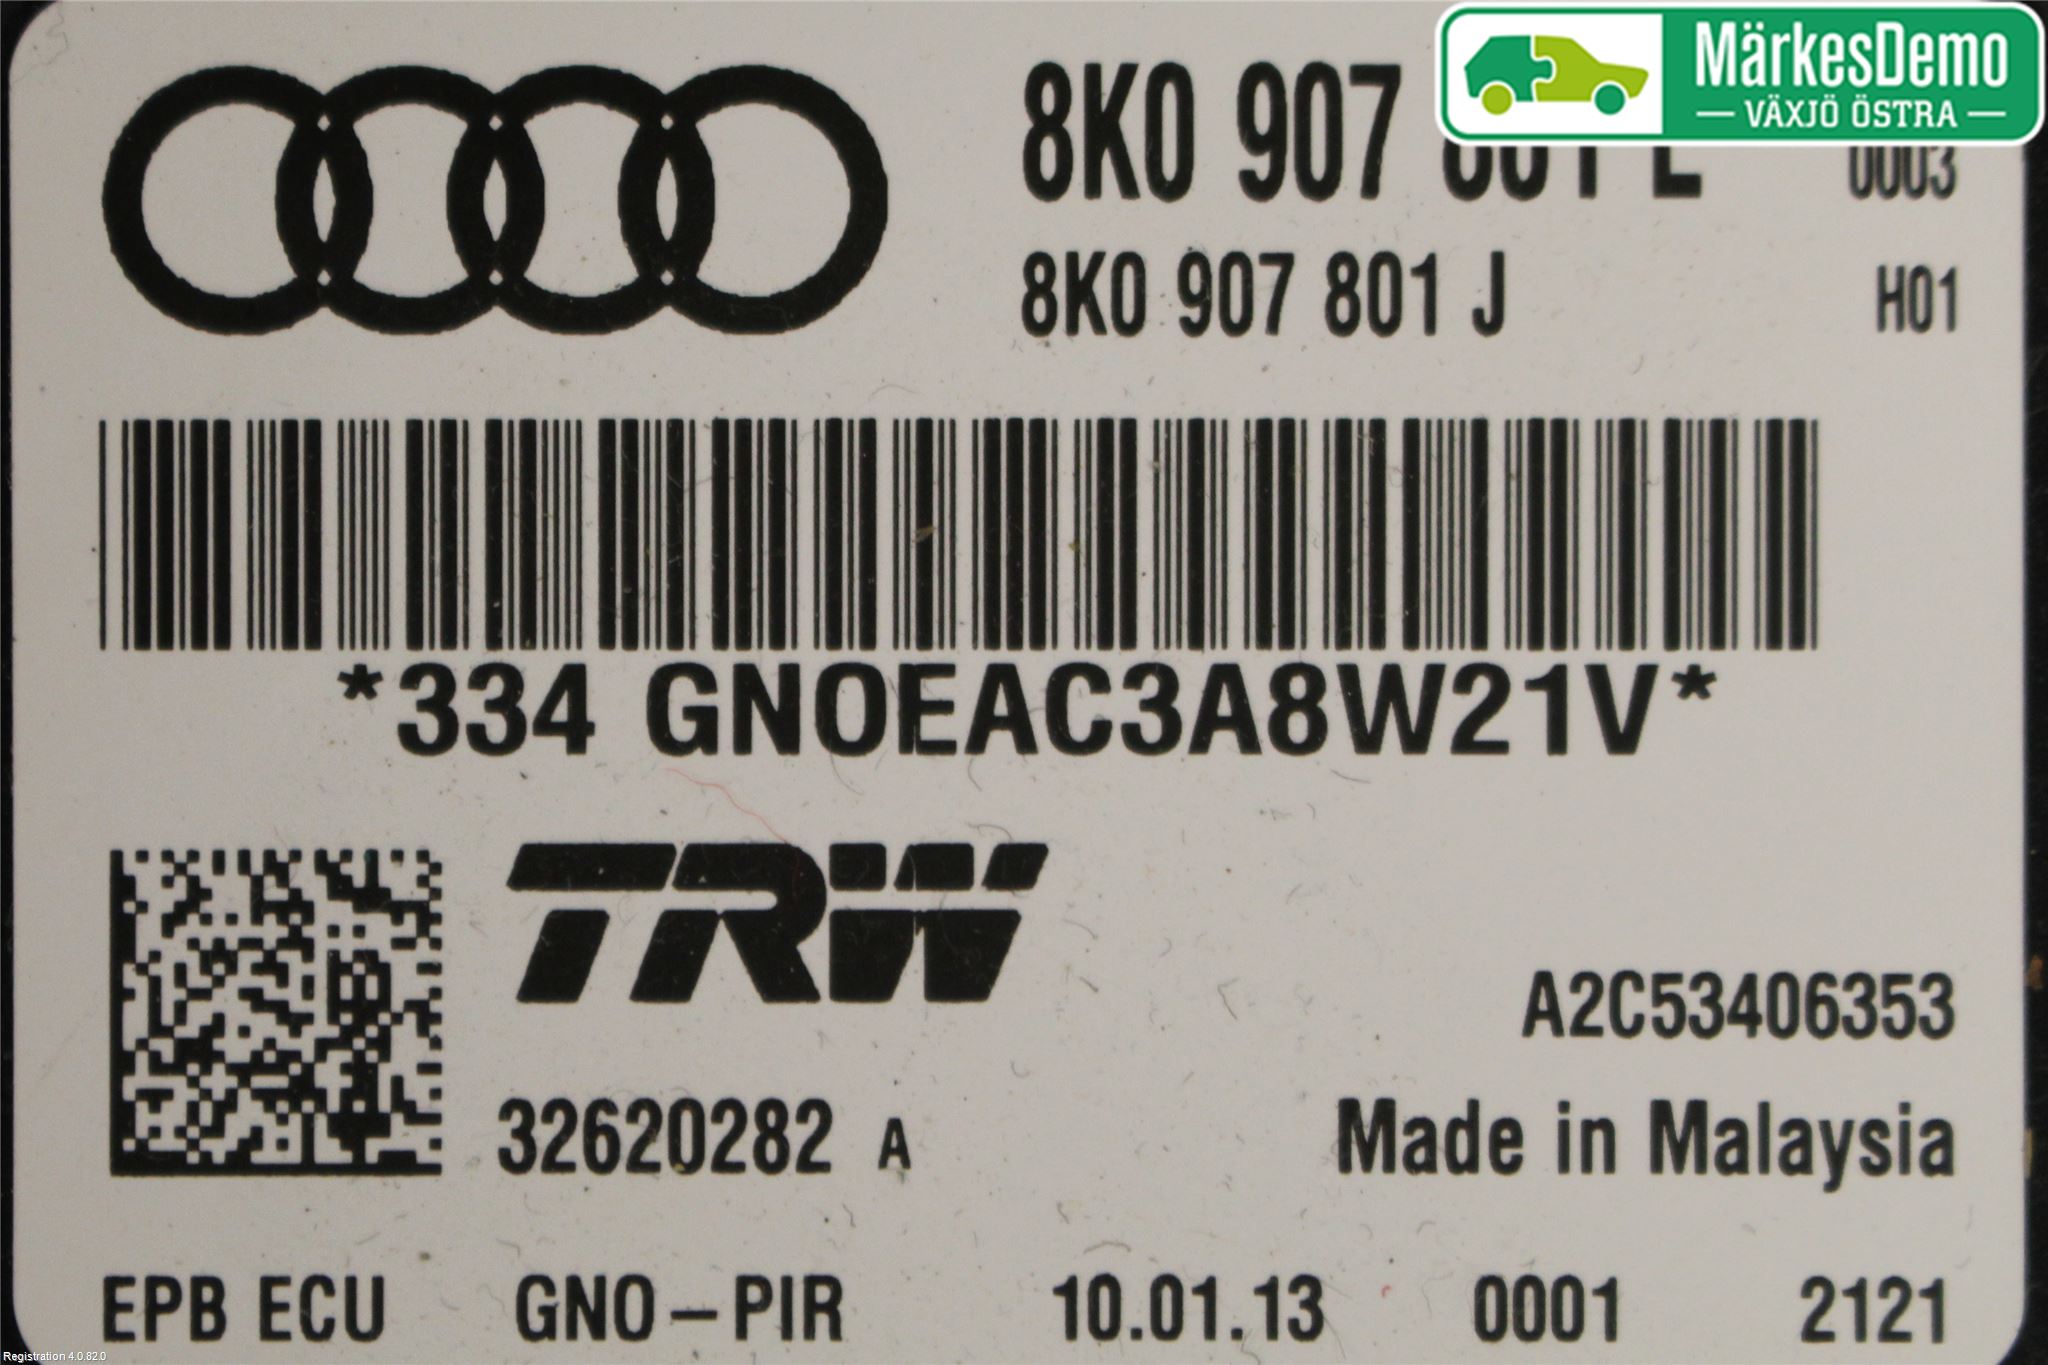 MärkesDemo
VÄXJÖ ÖSTRA
8K0 907
0003
8K0 907 801 J H01
*334 GNOEAC3A8W21V*
TRW
A2C53406353
32620282 A Made in Malaysia
EPB ECU GNO-PIR 10.01.13 0001 2121
Registration 4.0.82.0